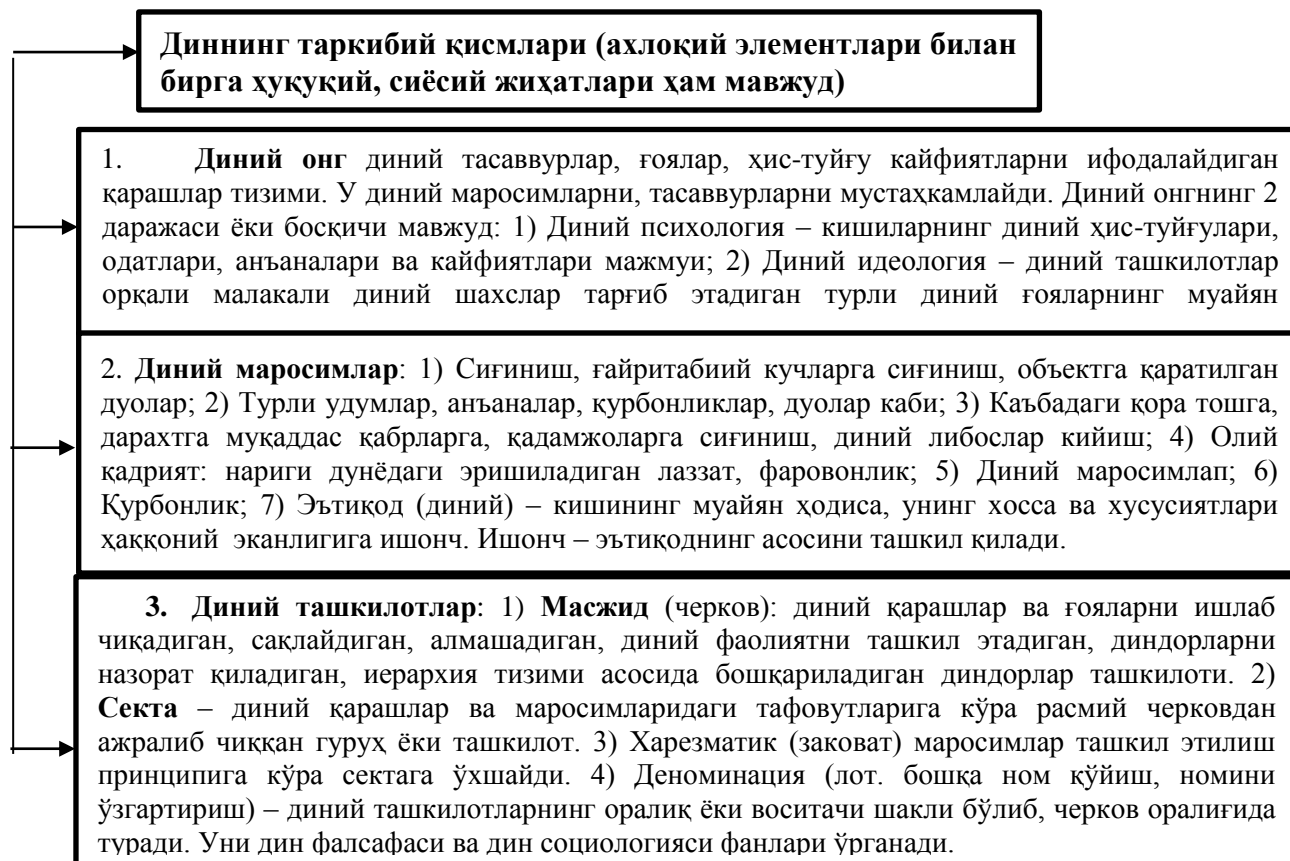 Диннинг таркибий қисмлари (ахлоқий элементлари билан
бирга ҳуқуқий, сиёсий жиҳатлари ҳам мавжуд)
1. Диний онг диний тасаввурлар, ғоялар, ҳис-туйғу кайфиятларни ифодалайдиган
қарашлар тизими. У диний маросимларни, тасаввурларни мустаҳкамлайди. Диний онгнинг 2
даражаси ёки босқичи мавжуд: 1) Диний психология – кишиларнинг диний ҳис-туйғулари,
одатлари, анъаналари ва кайфиятлари мажмуи; 2) Диний идеология – диний ташкилотлар
орқали малакали диний шахслар тарғиб этадиган турли диний ғояларнинг муайян
2. Диний маросимлар: 1) Сиғиниш, ғайритабиий кучларга сиғиниш, объектга қаратилган
дуолар; 2) Турли удумлар, анъаналар, қурбонликлар, дуолар каби; 3) Каъбадаги қора тошга,
дарахтга муқаддас қабрларга, қадамжоларга сиғиниш, диний либослар кийиш; 4) Олий
қадрият: нариги дунёдаги эришиладиган лаззат, фаровонлик; 5) Диний маросимлап; 6)
Қурбонлик; 7) Эътиқод (диний) – кишининг муайян ҳодиса, унинг хосса ва хусусиятлари
ҳаққоний эканлигига ишонч. Ишонч – эътиқоднинг асосини ташкил қилади.
3. Диний ташкилотлар: 1) Масжид (черков): диний қарашлар ва ғояларни ишлаб
чиқадиган, сақлайдиган, алмашадиган, диний фаолиятни ташкил этадиган, диндорларни
назорат қиладиган, иерархия тизими асосида бошқариладиган диндорлар ташкилоти. 2)
Секта – диний қарашлар ва маросимларидаги тафовутларига кўра расмий черковдан
ажралиб чиққан гуруҳ ёки ташкилот. 3) Харезматик (заковат) маросимлар ташкил этилиш
принципига кўра сектага ўхшайди. 4) Деноминация (лот. бошқа ном қўйиш, номини
ўзгартириш) – диний ташкилотларнинг оралиқ ёки воситачи шакли бўлиб, черков оралиғида
туради. Уни дин фалсафаси ва дин социологияси фанлари ўрганади.